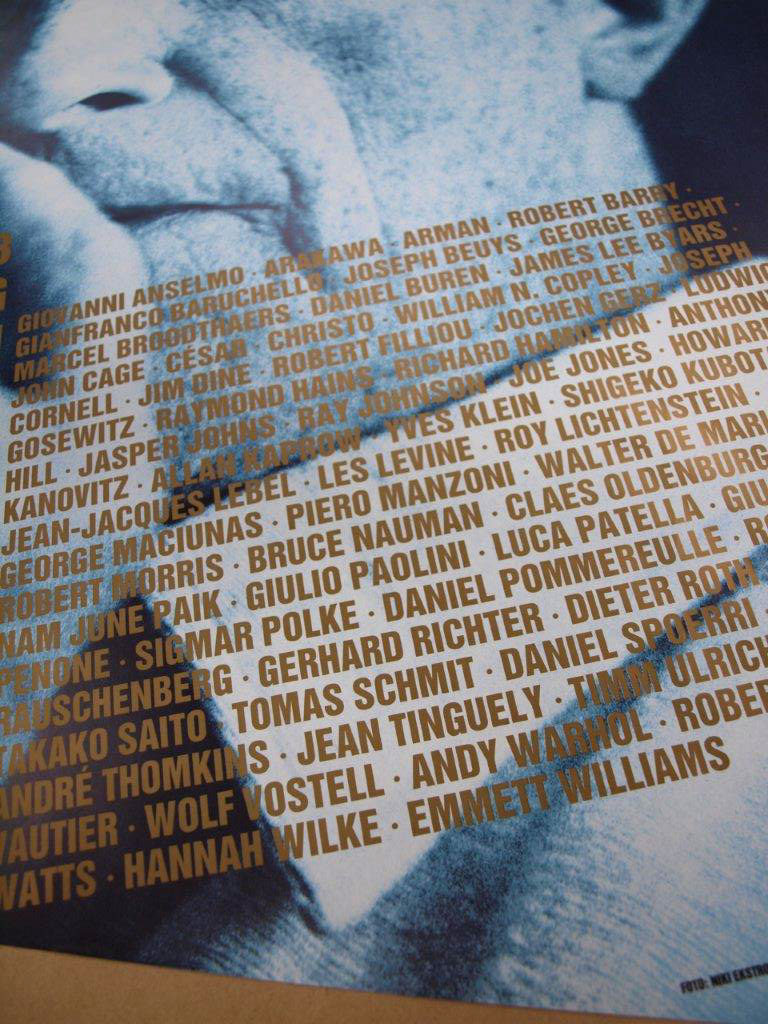 GIOVANNI ANSELMO · ARAKAWA · ARMAN · ROBERT BARRY ·
GIANFRANCO BARUCHELLO · JOSEPH BEUYS · GEORGE BRECHT ·
MARCEL BROODTHAERS · DANIEL BUREN · JAMES LEE BYARS ·
JOHN CAGE · CÉSAR · CHRISTO · WILLIAM N. COPLEY · JOSEPH
CORNELL · JIM DINE · ROBERT FILLIOU · JOCHEN GERZ · LUDWIG
GOSEWITZ · RAYMOND HAINS · RICHARD HAMILTON · ANTHON
HILL · JASPER JOHNS · RAY JOHNSON · JOE JONES · HOWARD
KANOVITZ · ALLAN KAPROW · YVES KLEIN · SHIGEKO KUBOT
JEAN-JACQUES LEBEL · LES LEVINE · ROY LICHTENSTEIN ·
GEORGE MACIUNAS · PIERO MANZONI · WALTER DE MARI
ROBERT MORRIS · BRUCE NAUMAN · CLAES OLDENBURG
NAM JUNE PAIK · GIULIO PAOLINI · LUCA PATELLA · GIU
PENONE · SIGMAR POLKE · DANIEL POMMEREULLE · RO
RAUSCHENBERG · GERHARD RICHTER · DIETER ROTH
TAKAKO SAITO · TOMAS SCHMIT · DANIEL SPOERRI ·
ANDRÉ THOMKINS · JEAN TINGUELY · TIMM ULRICH
VAUTIER · WOLF VOSTELL · ANDY WARHOL · ROBER
WATTS · HANNAH WILKE · EMMETT WILLIAMS
FOTO: NIKI EKSTRO